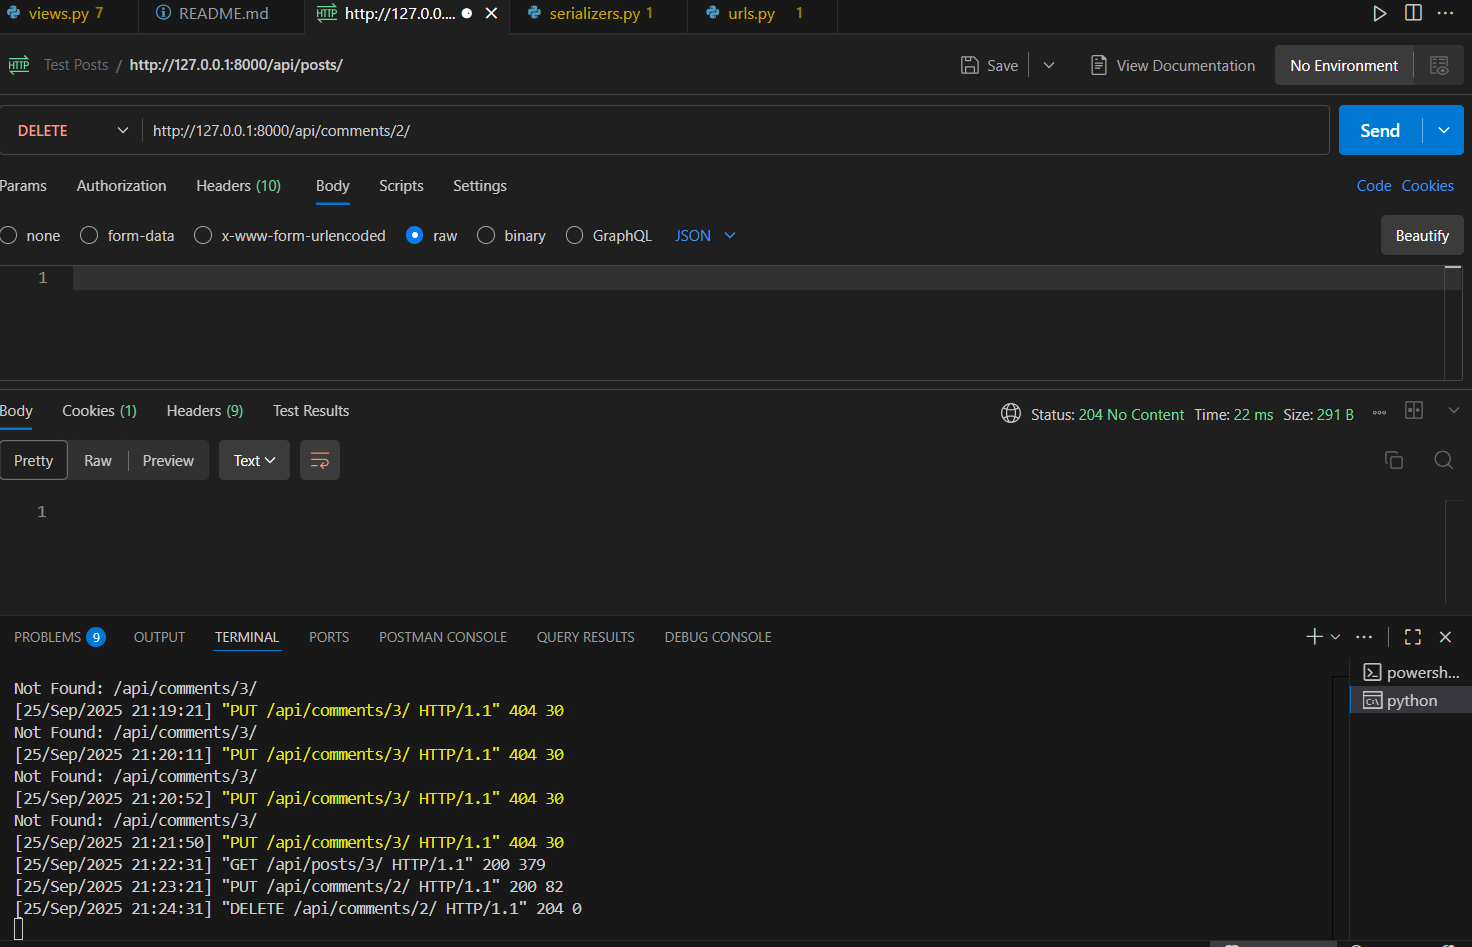 views.py 7 README.md HTTP http://127.0.0.... serializers.py 1 urls.py 1
HTTP Test Posts / http://127.0.0.1:8000/api/posts/ Save View Documentation No Environment
DELETE http://127.0.0.1:8000/api/comments/2/ Send
Params Authorization Headers (10) Body Scripts Settings Code Cookies
none form-data x-www-form-urlencoded raw binary GraphQL JSON Beautify
1
Body Cookies (1) Headers (9) Test Results Status: 204 No Content Time: 22 ms Size: 291 B
Pretty Raw Preview Text
1
PROBLEMS 9 OUTPUT TERMINAL PORTS POSTMAN CONSOLE QUERY RESULTS DEBUG CONSOLE
powersh...
python
Not Found: /api/comments/3/
[25/Sep/2025 21:19:21] "PUT /api/comments/3/ HTTP/1.1" 404 30
Not Found: /api/comments/3/
[25/Sep/2025 21:20:11] "PUT /api/comments/3/ HTTP/1.1" 404 30
Not Found: /api/comments/3/
[25/Sep/2025 21:20:52] "PUT /api/comments/3/ HTTP/1.1" 404 30
Not Found: /api/comments/3/
[25/Sep/2025 21:21:50] "PUT /api/comments/3/ HTTP/1.1" 404 30
[25/Sep/2025 21:22:31] "GET /api/posts/3/ HTTP/1.1" 200 379
[25/Sep/2025 21:23:21] "PUT /api/comments/2/ HTTP/1.1" 200 82
[25/Sep/2025 21:24:31] "DELETE /api/comments/2/ HTTP/1.1" 204 0